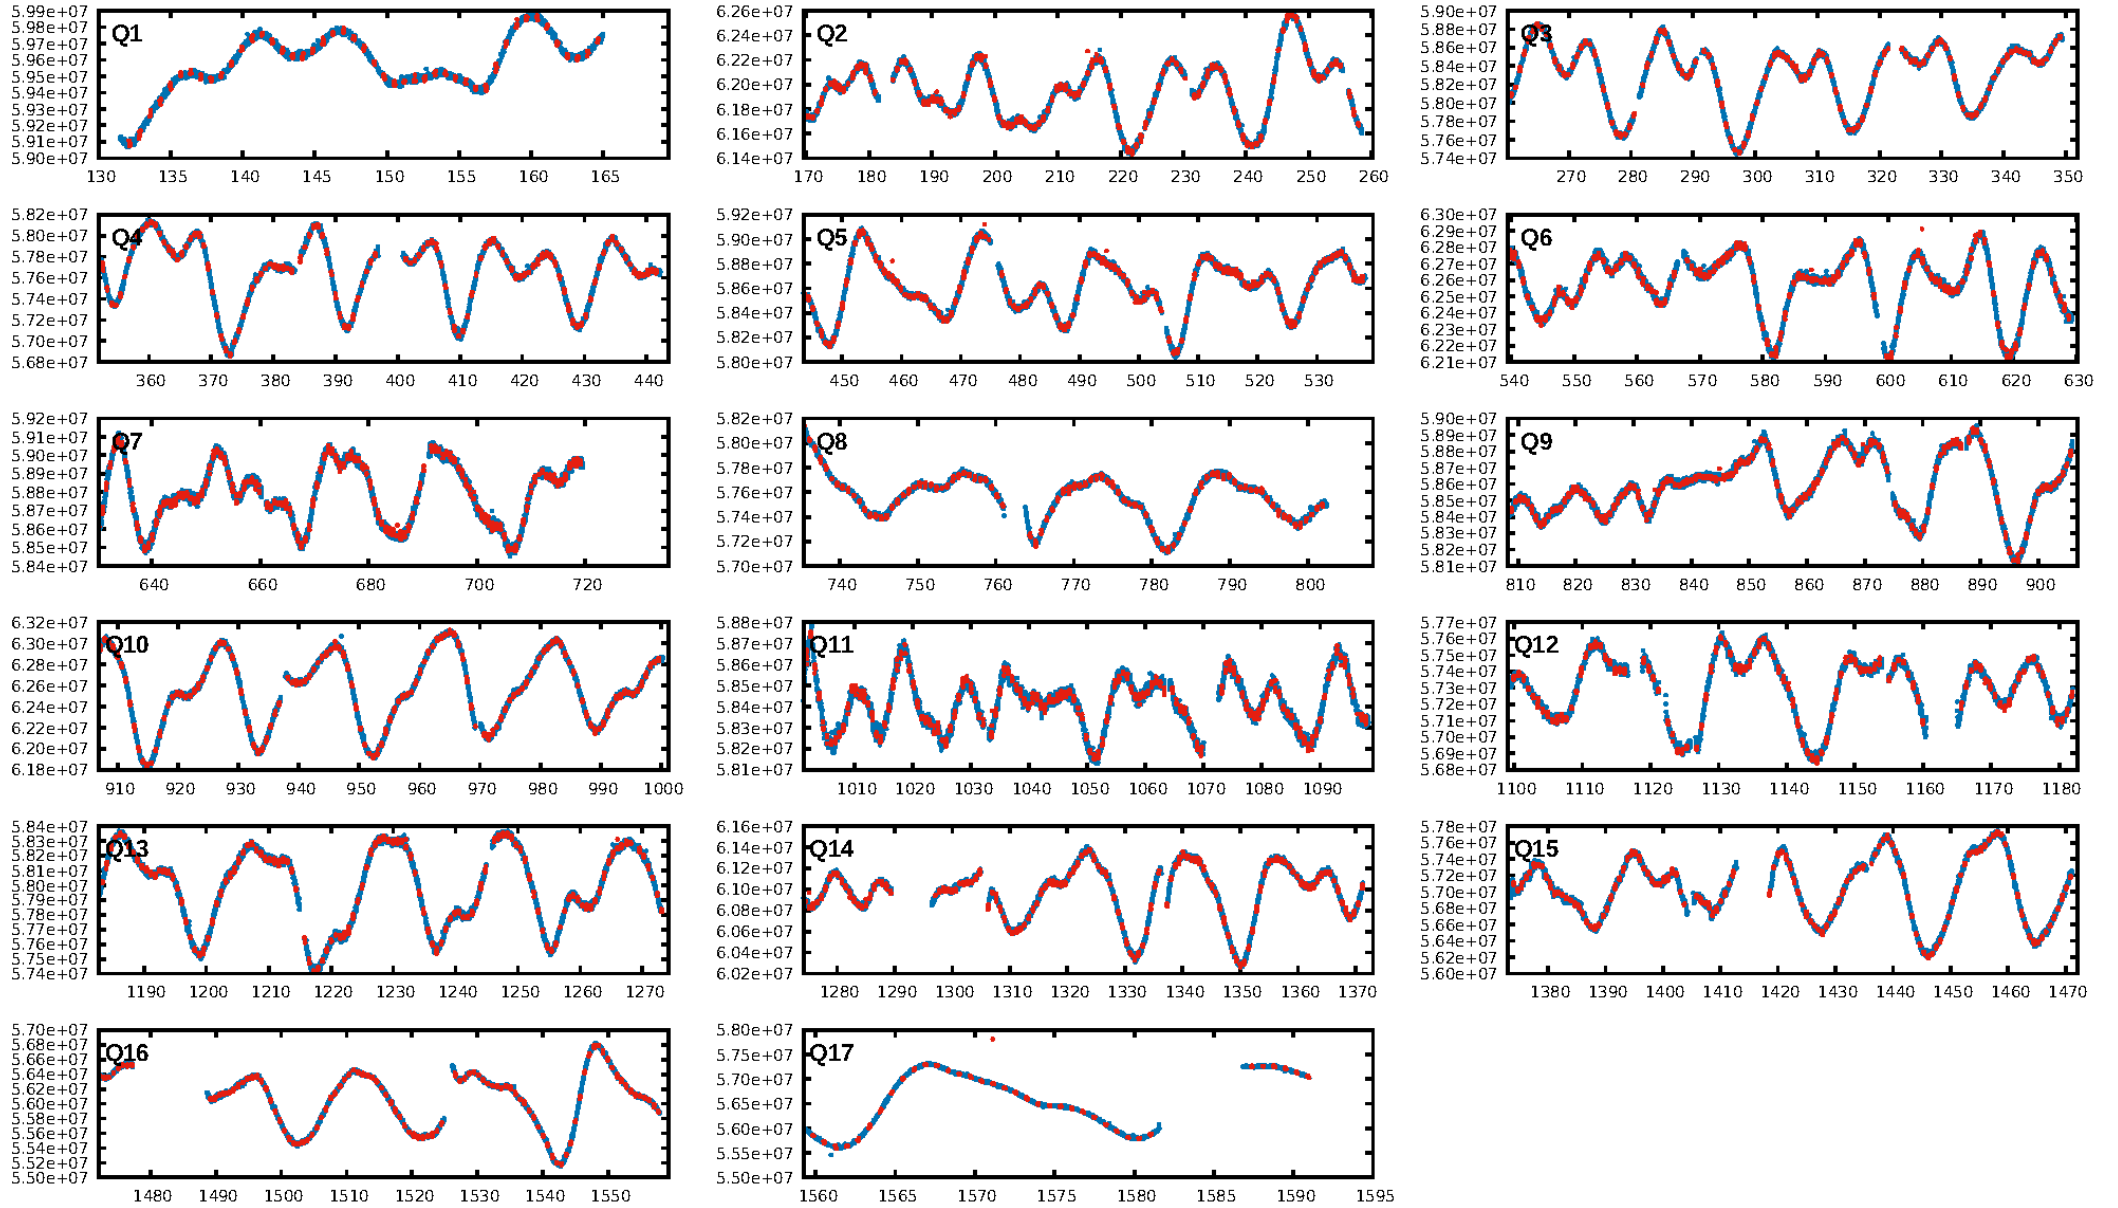 5.99e+07
5.98e+07
5.97e+07
5.96e+07
5.95e+07
5.94e+07
5.93e+07
5.92e+07
5.91e+07
5.90e+07
Q1
130 135 140 145 150 155 160 165
6.26e+07
6.24e+07
6.22e+07
6.20e+07
6.18e+07
6.16e+07
6.14e+07
Q2
170 180 190 200 210 220 230 240 250 260
5.90e+07
5.88e+07
5.86e+07
5.84e+07
5.82e+07
5.80e+07
5.78e+07
5.76e+07
5.74e+07
Q3
270 280 290 300 310 320 330 340 350
5.82e+07
5.80e+07
5.78e+07
5.76e+07
5.74e+07
5.72e+07
5.70e+07
5.68e+07
Q4
360 370 380 390 400 410 420 430 440
5.92e+07
5.90e+07
5.88e+07
5.86e+07
5.84e+07
5.82e+07
5.80e+07
Q5
450 460 470 480 490 500 510 520 530
6.30e+07
6.29e+07
6.28e+07
6.27e+07
6.26e+07
6.25e+07
6.24e+07
6.23e+07
6.22e+07
6.21e+07
Q6
540 550 560 570 580 590 600 610 620 630
5.92e+07
5.91e+07
5.90e+07
5.89e+07
5.88e+07
5.87e+07
5.86e+07
5.85e+07
5.84e+07
Q7
640 660 680 700 720
5.82e+07
5.80e+07
5.78e+07
5.76e+07
5.74e+07
5.72e+07
5.70e+07
Q8
740 750 760 770 780 790 800
5.90e+07
5.89e+07
5.88e+07
5.87e+07
5.86e+07
5.85e+07
5.84e+07
5.83e+07
5.82e+07
5.81e+07
Q9
810 820 830 840 850 860 870 880 890 900
6.32e+07
6.30e+07
6.28e+07
6.26e+07
6.24e+07
6.22e+07
6.20e+07
6.18e+07
Q10
910 920 930 940 950 960 970 980 990 1000
5.88e+07
5.87e+07
5.86e+07
5.85e+07
5.84e+07
5.83e+07
5.82e+07
5.81e+07
Q11
1010 1020 1030 1040 1050 1060 1070 1080 1090
5.77e+07
5.76e+07
5.75e+07
5.74e+07
5.73e+07
5.72e+07
5.71e+07
5.70e+07
5.69e+07
5.68e+07
Q12
1100 1110 1120 1130 1140 1150 1160 1170 1180
5.84e+07
5.83e+07
5.82e+07
5.81e+07
5.80e+07
5.79e+07
5.78e+07
5.77e+07
5.76e+07
5.75e+07
5.74e+07
Q13
1190 1200 1210 1220 1230 1240 1250 1260 1270
6.16e+07
6.14e+07
6.12e+07
6.10e+07
6.08e+07
6.06e+07
6.04e+07
6.02e+07
Q14
1280 1290 1300 1310 1320 1330 1340 1350 1360 1370
5.78e+07
5.76e+07
5.74e+07
5.72e+07
5.70e+07
5.68e+07
5.66e+07
5.64e+07
5.62e+07
5.60e+07
Q15
1380 1390 1400 1410 1420 1430 1440 1450 1460 1470
5.70e+07
5.68e+07
5.66e+07
5.64e+07
5.62e+07
5.60e+07
5.58e+07
5.56e+07
5.54e+07
5.52e+07
5.50e+07
Q16
1480 1490 1500 1510 1520 1530 1540 1550
5.80e+07
5.75e+07
5.70e+07
5.65e+07
5.60e+07
5.55e+07
5.50e+07
Q17
1560 1565 1570 1575 1580 1585 1590 1595